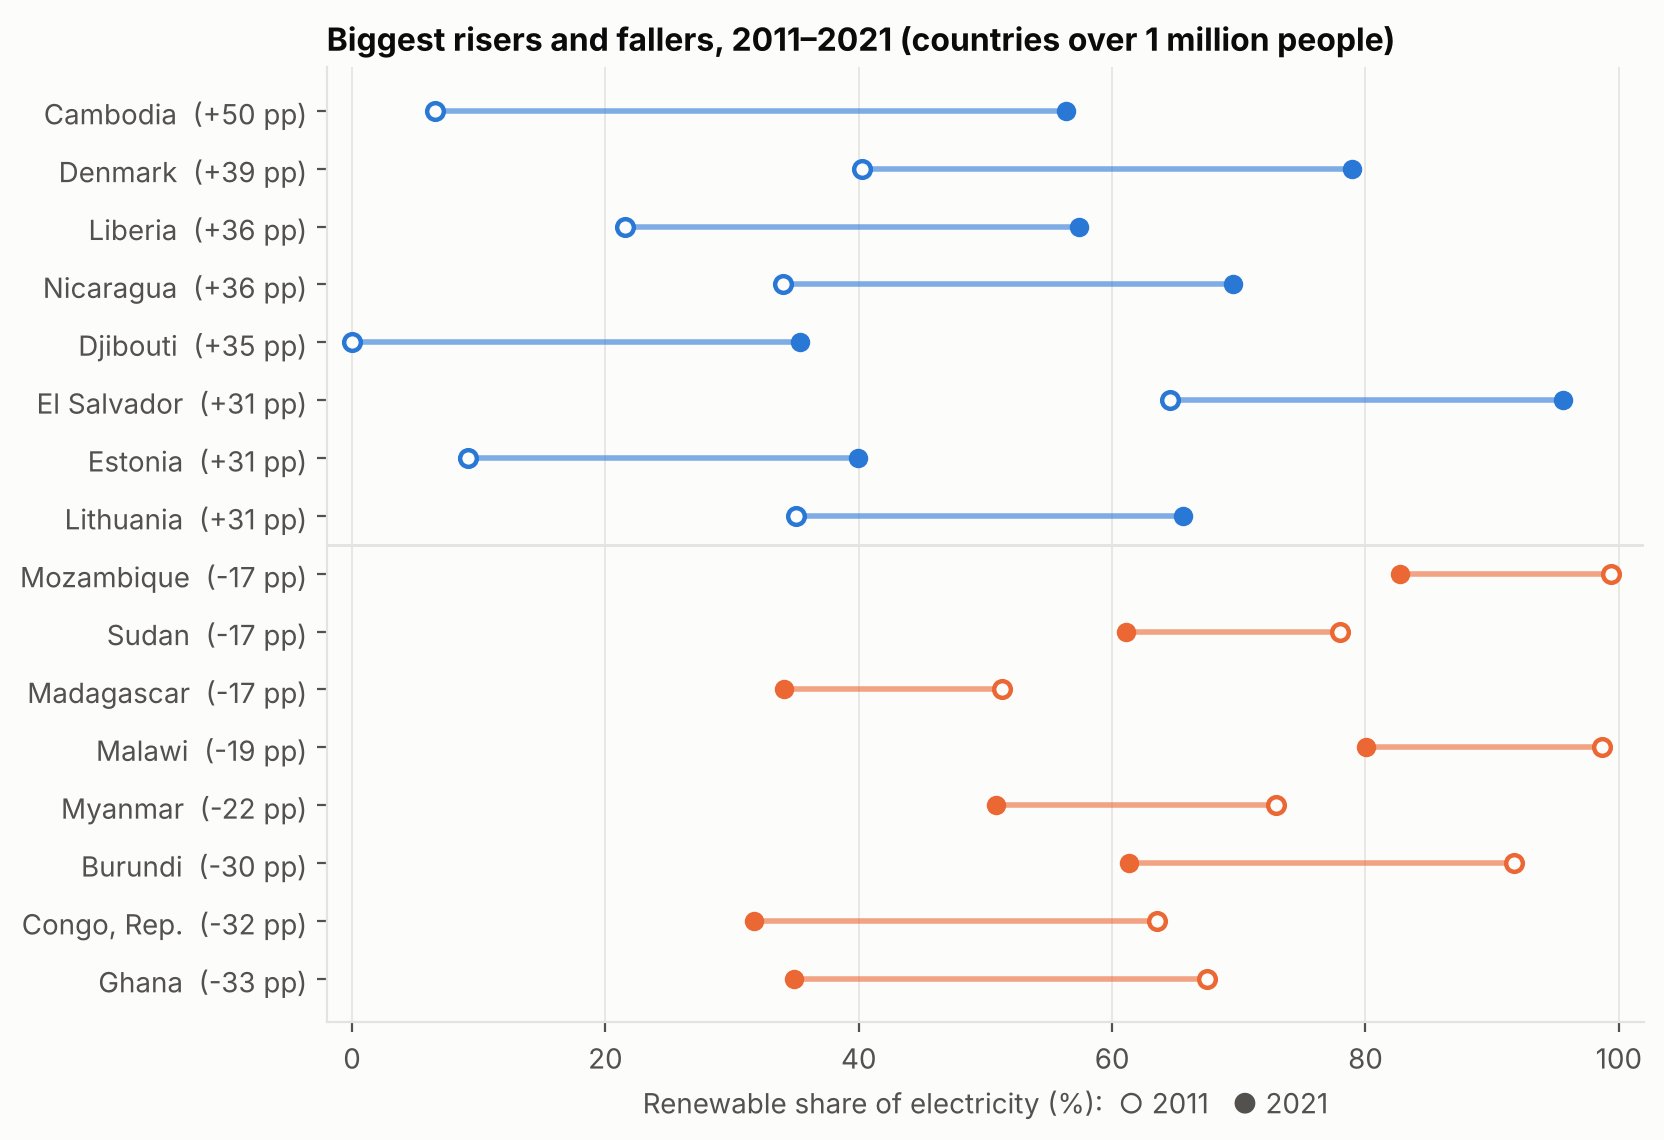 Biggest risers and fallers, 2011–2021 (countries over 1 million people)
Cambodia (+50 pp)
Denmark (+39 pp)
Liberia (+36 pp)
Nicaragua (+36 pp)
Djibouti (+35 pp)
El Salvador (+31 pp)
Estonia (+31 pp)
Lithuania (+31 pp)
Mozambique (-17 pp)
Sudan (-17 pp)
Madagascar (-17 pp)
Malawi (-19 pp)
Myanmar (-22 pp)
Burundi (-30 pp)
Congo, Rep. (-32 pp)
Ghana (-33 pp)
0 20 40 60 80 100
Renewable share of electricity (%): 2011 2021